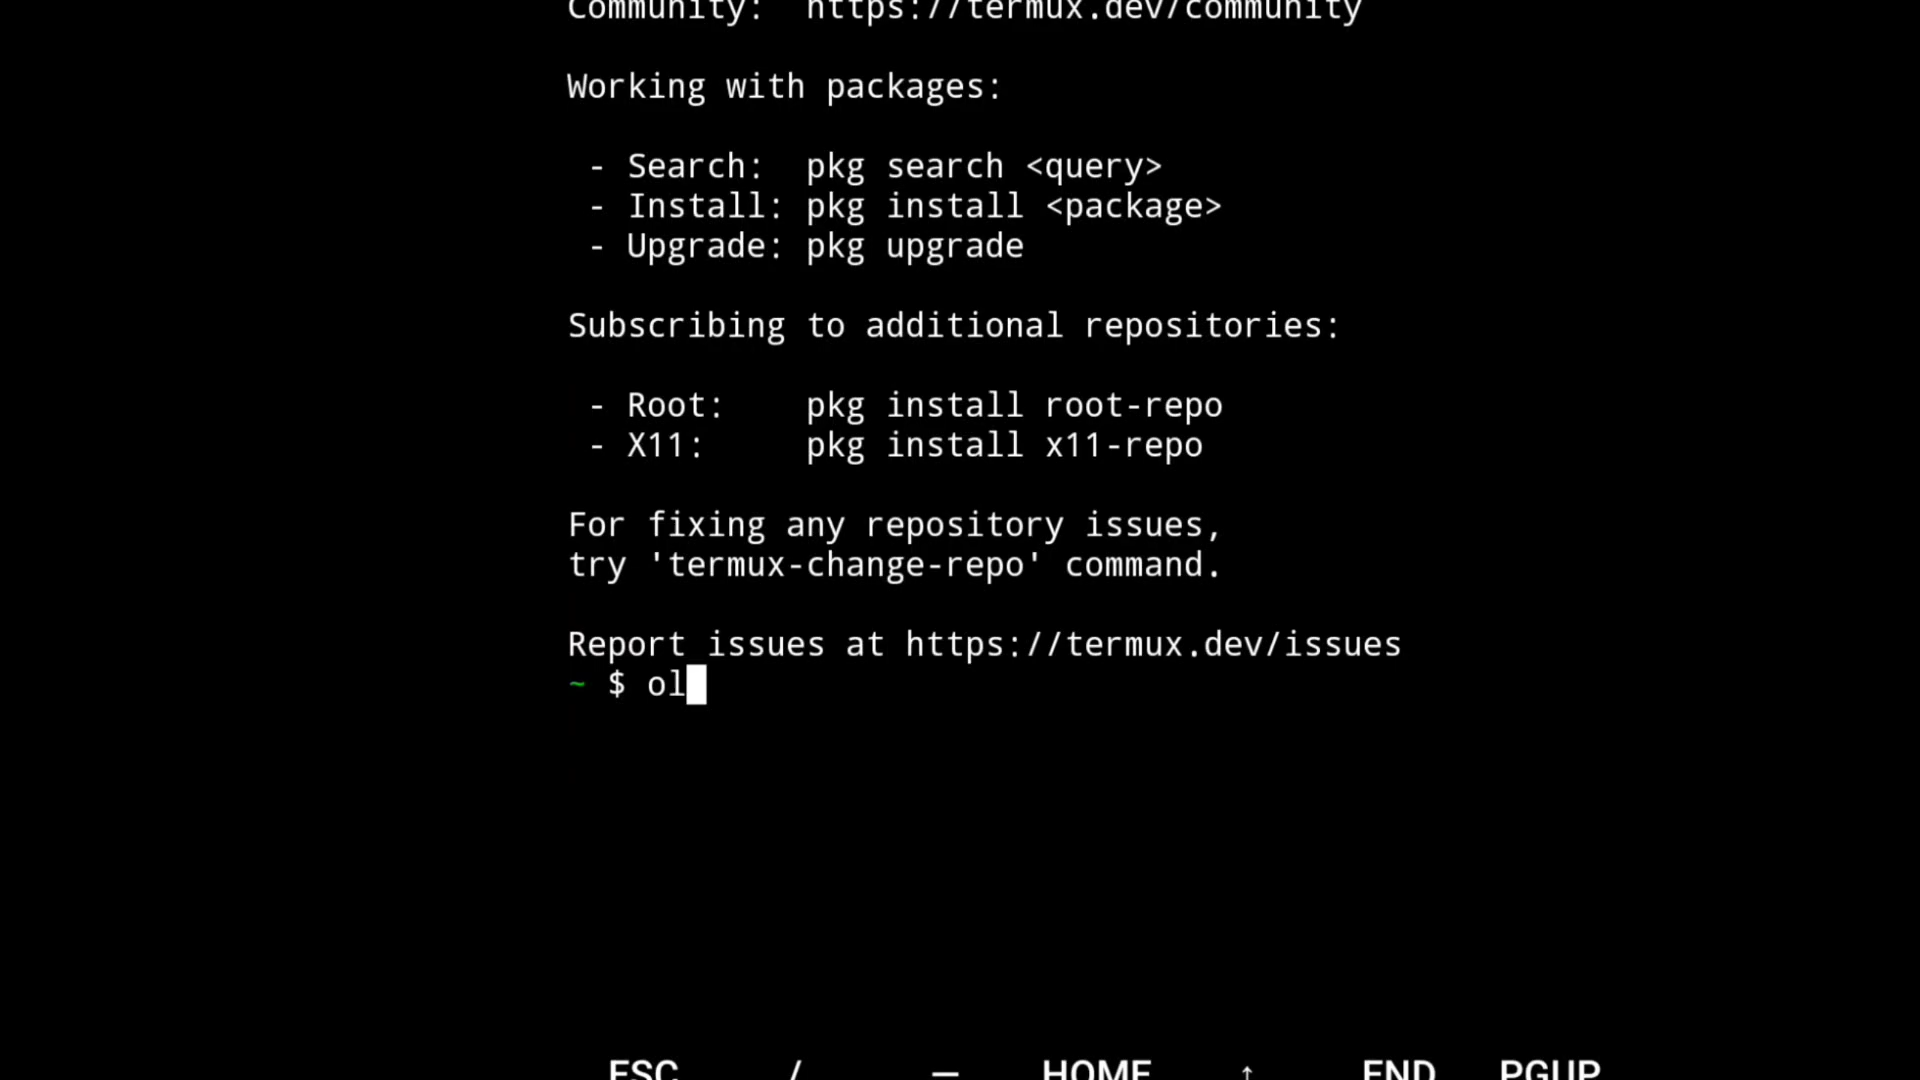 Community:  https://termux.dev/community
Working with packages:
- Search:  pkg search <query>
- Install: pkg install <package>
- Upgrade: pkg upgrade
Subscribing to additional repositories:
- Root:    pkg install root-repo
- X11:     pkg install x11-repo
For fixing any repository issues,
try 'termux-change-repo' command.
Report issues at https://termux.dev/issues
~ $ ol
ESC / — HOME ↑ END PGUP